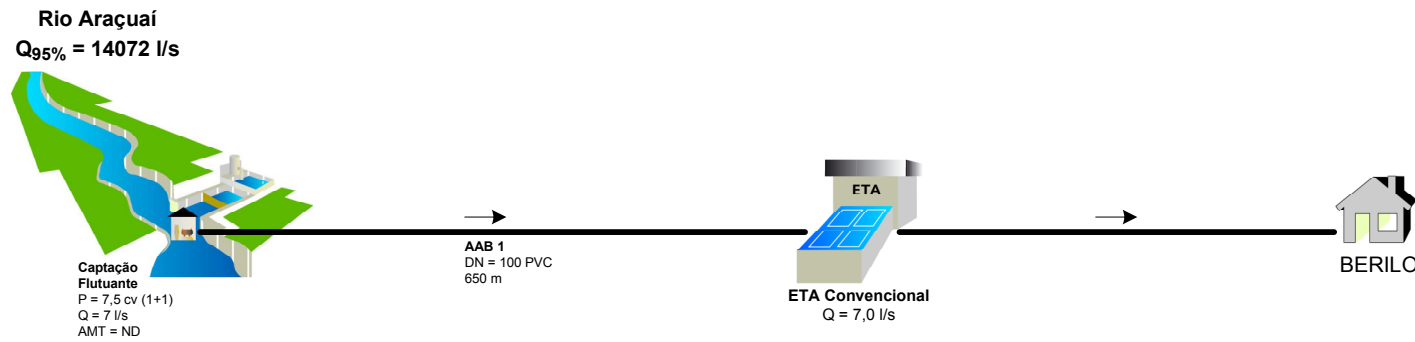 Rio Araçuaí
Q95% = 14072 l/s
Captação
Flutuante
P = 7,5 cv (1+1)
Q = 7 l/s
AMT = ND
AAB 1
DN = 100 PVC
650 m
ETA
ETA Convencional
Q = 7,0 l/s
BERILO